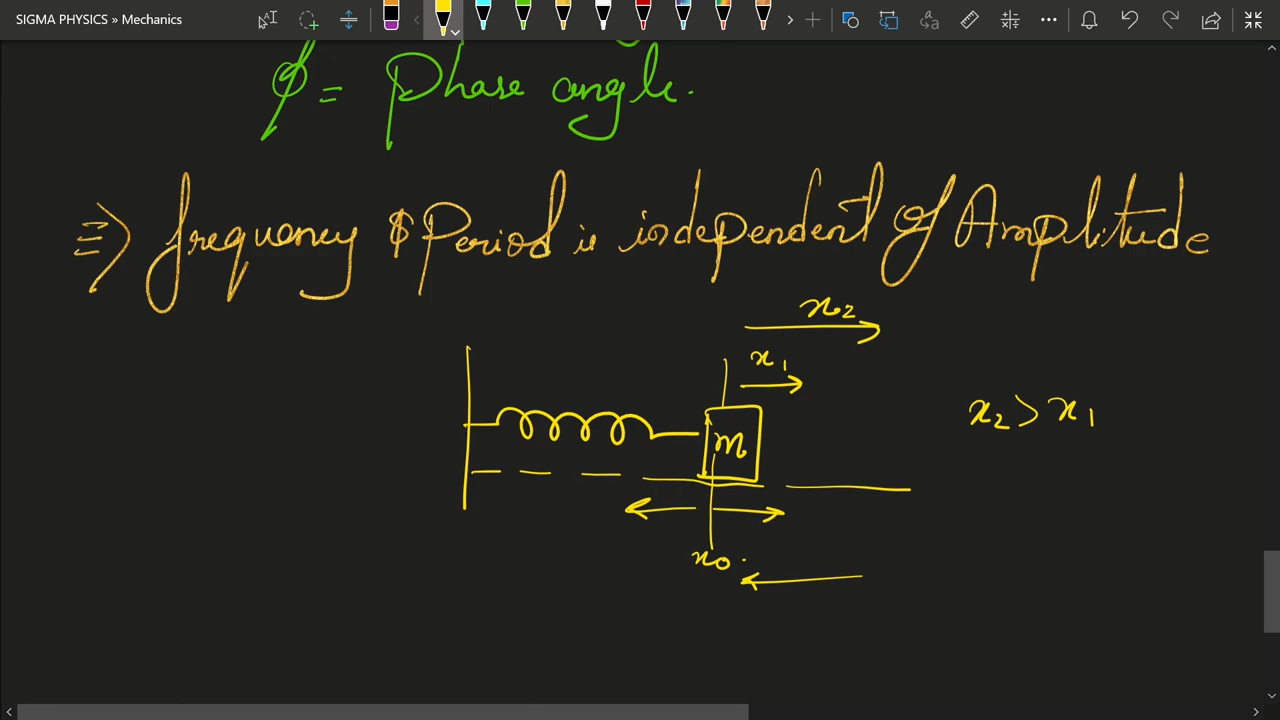 SIGMA PHYSICS » Mechanics
φ = Phase angle.
⇒ frequency & Period is independent of Amplitude
x2
x1
x2 > x1
m
x0